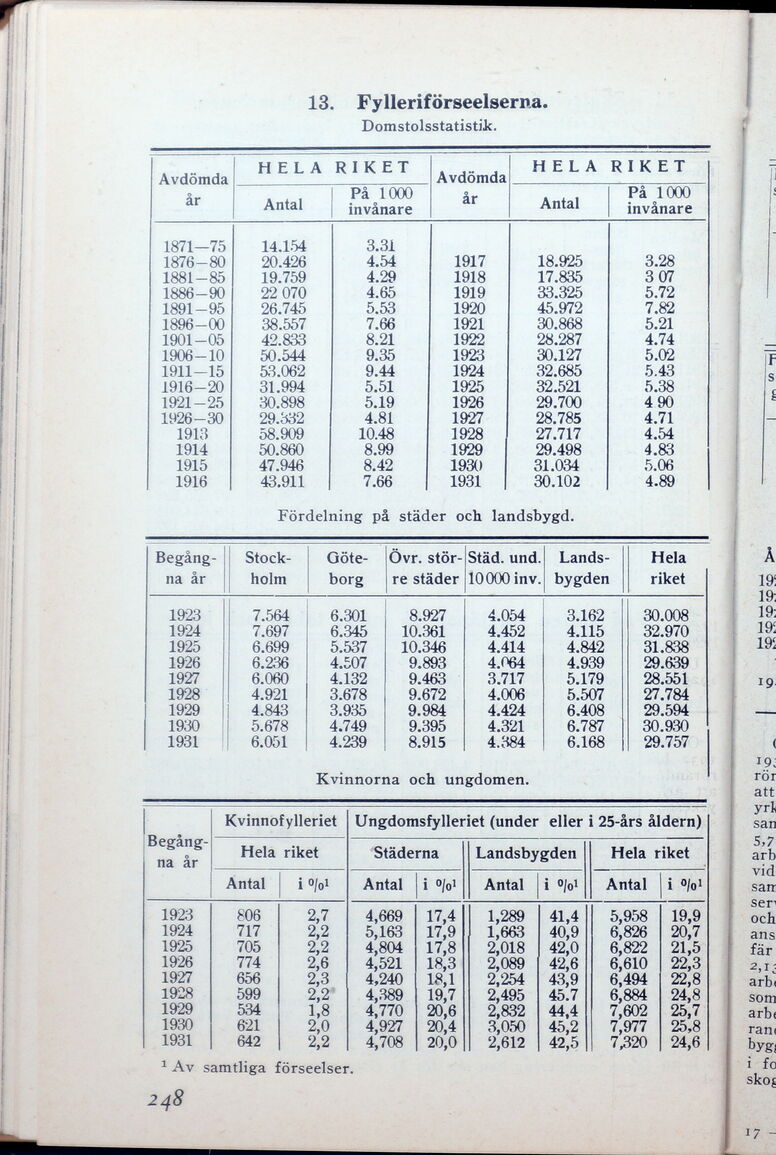 13. Fylleriförseelserna.
Domstolsstatistik.
Avdömda år | HELA RIKET | Avdömda år | HELA RIKET
Antal | På 1000 invånare | Antal | På 1000 invånare
1871—75 14.154 3.31
1876—80 20.426 4.54 1917 18.925 3.28
1881—85 19.759 4.29 1918 17.835 3 07
1886—90 22 070 4.65 1919 33.325 5.72
1891—95 26.745 5.53 1920 45.972 7.82
1896—00 38.557 7.66 1921 30.868 5.21
1901—05 42.833 8.21 1922 28.287 4.74
1906—10 50.544 9.35 1923 30.127 5.02
1911—15 53.062 9.44 1924 32.685 5.43
1916—20 31.994 5.51 1925 32.521 5.38
1921—25 30.898 5.19 1926 29.700 4 90
1926—30 29.332 4.81 1927 28.785 4.71
1913 58.909 10.48 1928 27.717 4.54
1914 50.860 8.99 1929 29.498 4.83
1915 47.946 8.42 1930 31.034 5.06
1916 43.911 7.66 1931 30.102 4.89
Fördelning på städer och landsbygd.
Begång- Stock- Göte- Övr. stör- Städ. und. Lands- Hela
na år holm borg re städer 10000 inv. bygden riket
1923 7.564 6.301 8.927 4.054 3.162 30.008
1924 7.697 6.345 10.361 4.452 4.115 32.970
1925 6.699 5.537 10.346 4.414 4.842 31.838
1926 6.236 4.507 9.893 4.064 4.939 29.639
1927 6.060 4.132 9.463 3.717 5.179 28.551
1928 4.921 3.678 9.672 4.006 5.507 27.784
1929 4.843 3.935 9.984 4.424 6.408 29.594
1930 5.678 4.749 9.395 4.321 6.787 30.930
1931 6.051 4.239 8.915 4.384 6.168 29.757
Kvinnorna och ungdomen.
Begång- na år | Kvinnofylleriet | Ungdomsfylleriet (under eller i 25-års åldern)
Hela riket | Städerna | Landsbygden | Hela riket
Antal | i %¹ | Antal | i %¹ | Antal | i %¹ | Antal | i %¹
1923 806 2,7 4,669 17,4 1,289 41,4 5,958 19,9
1924 717 2,2 5,163 17,9 1,663 40,9 6,826 20,7
1925 705 2,2 4,804 17,8 2,018 42,0 6,822 21,5
1926 774 2,6 4,521 18,3 2,089 42,6 6,610 22,3
1927 656 2,3 4,240 18,1 2,254 43,9 6,494 22,8
1928 599 2,2 4,389 19,7 2,495 45.7 6,884 24,8
1929 534 1,8 4,770 20,6 2,832 44,4 7,602 25,7
1930 621 2,0 4,927 20,4 3,050 45,2 7,977 25,8
1931 642 2,2 4,708 20,0 2,612 42,5 7,320 24,6
¹ Av samtliga förseelser.
248